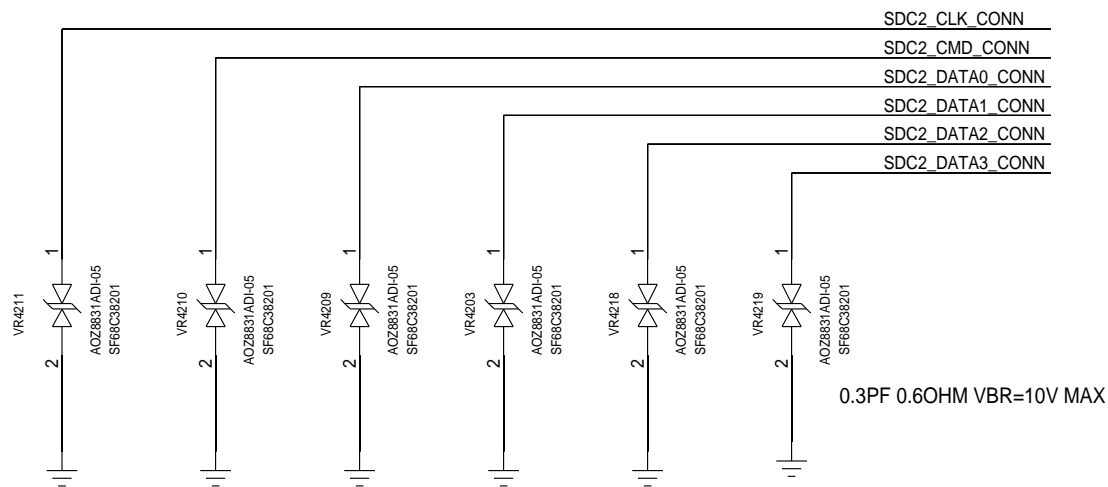 SDC2_CLK_CONN
SDC2_CMD_CONN
SDC2_DATA0_CONN
SDC2_DATA1_CONN
SDC2_DATA2_CONN
SDC2_DATA3_CONN
1
VR4211
AOZ8831ADI-05
SF68C38201
2
1
VR4210
AOZ8831ADI-05
SF68C38201
2
1
VR4209
AOZ8831ADI-05
SF68C38201
2
1
VR4203
AOZ8831ADI-05
SF68C38201
2
1
VR4218
AOZ8831ADI-05
SF68C38201
2
1
VR4219
AOZ8831ADI-05
SF68C38201
2
0.3PF 0.6OHM VBR=10V MAX